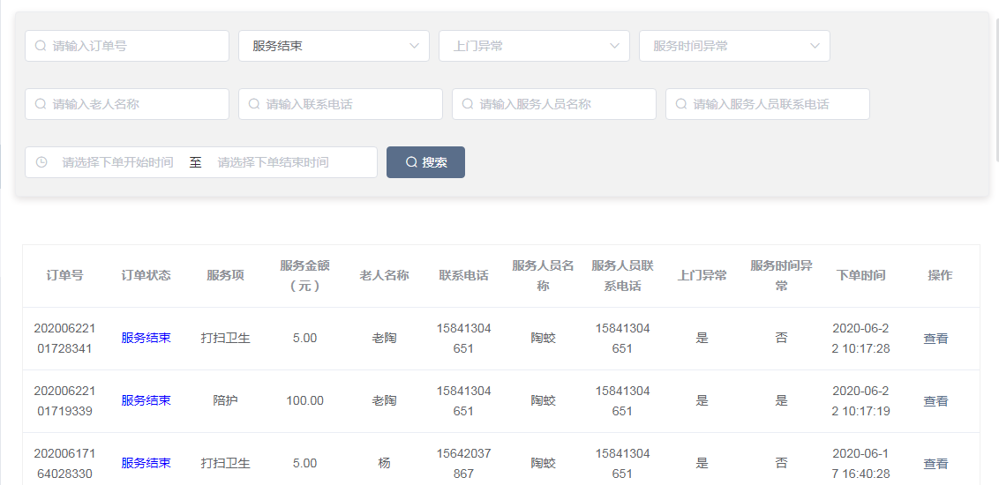 请输入订单号 服务结束 上门异常 服务时间异常
请输入老人名称 请输入联系电话 请输入服务人员名称 请输入服务人员联系电话
请选择下单开始时间 至 请选择下单结束时间 搜索
订单号 订单状态 服务项 服务金额（元） 老人名称 联系电话 服务人员名称 服务人员联系电话 上门异常 服务时间异常 下单时间 操作
20200622101728341 服务结束 打扫卫生 5.00 老陶 15841304651 陶蛟 15841304651 是 否 2020-06-22 10:17:28 查看
20200622101719339 服务结束 陪护 100.00 老陶 15841304651 陶蛟 15841304651 是 是 2020-06-22 10:17:19 查看
20200617164028330 服务结束 打扫卫生 5.00 杨 15642037867 陶蛟 15841304651 是 否 2020-06-17 16:40:28 查看